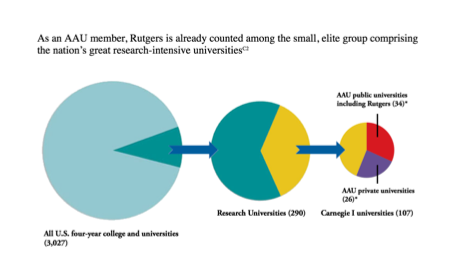 As an AAU member, Rutgers is already counted among the small, elite group comprising
the nation's great research-intensive universitiesC2
AAU public universities
including Rutgers (34)*
AAU private universities
(26)*
Research Universities (290)
Carnegie I universities (107)
All U.S. four-year college and universities
(3,027)